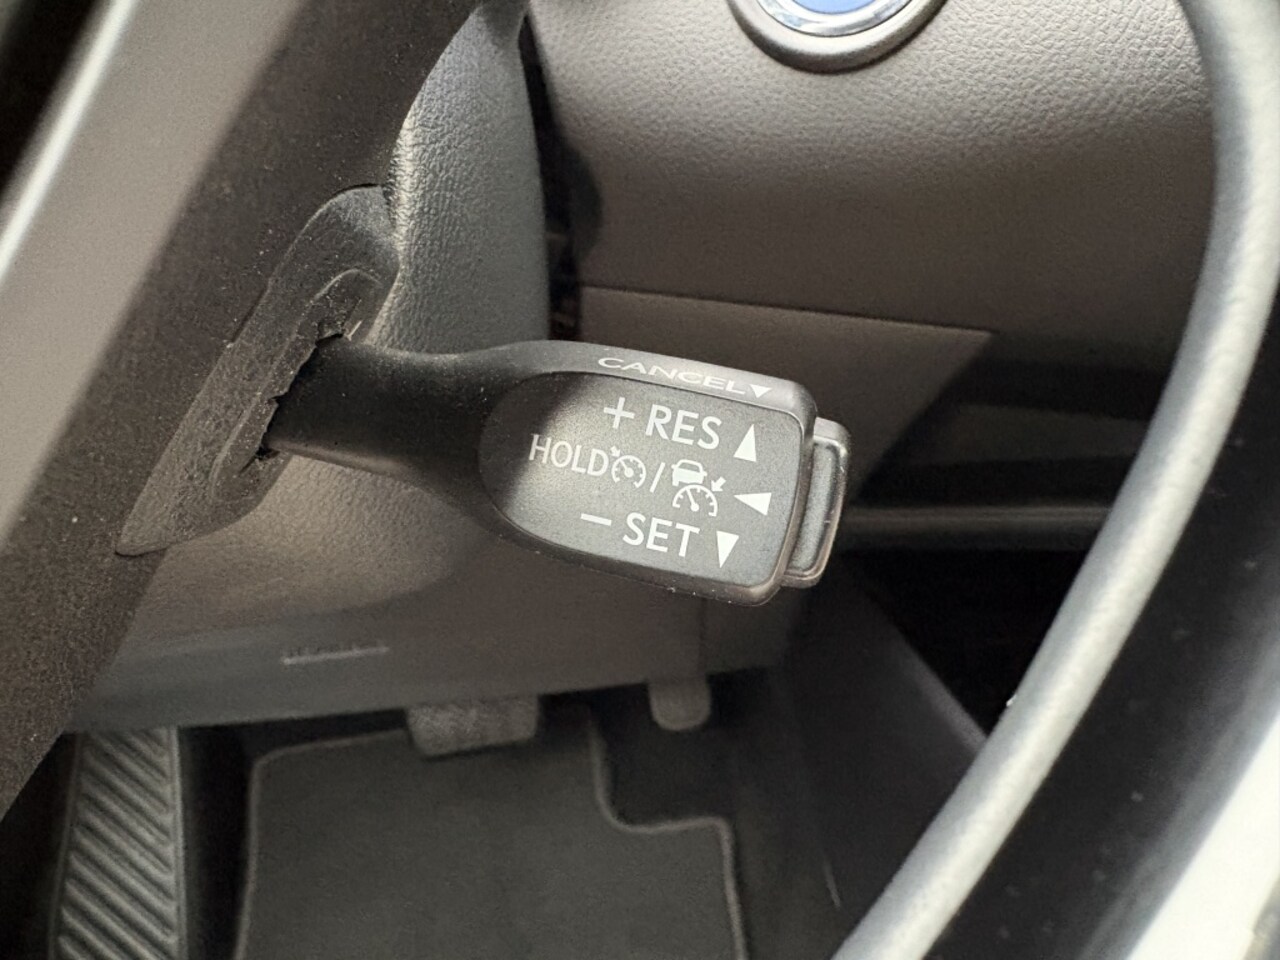 CANCEL▼
+ RES ▲
HOLD / ◀
− SET ▼